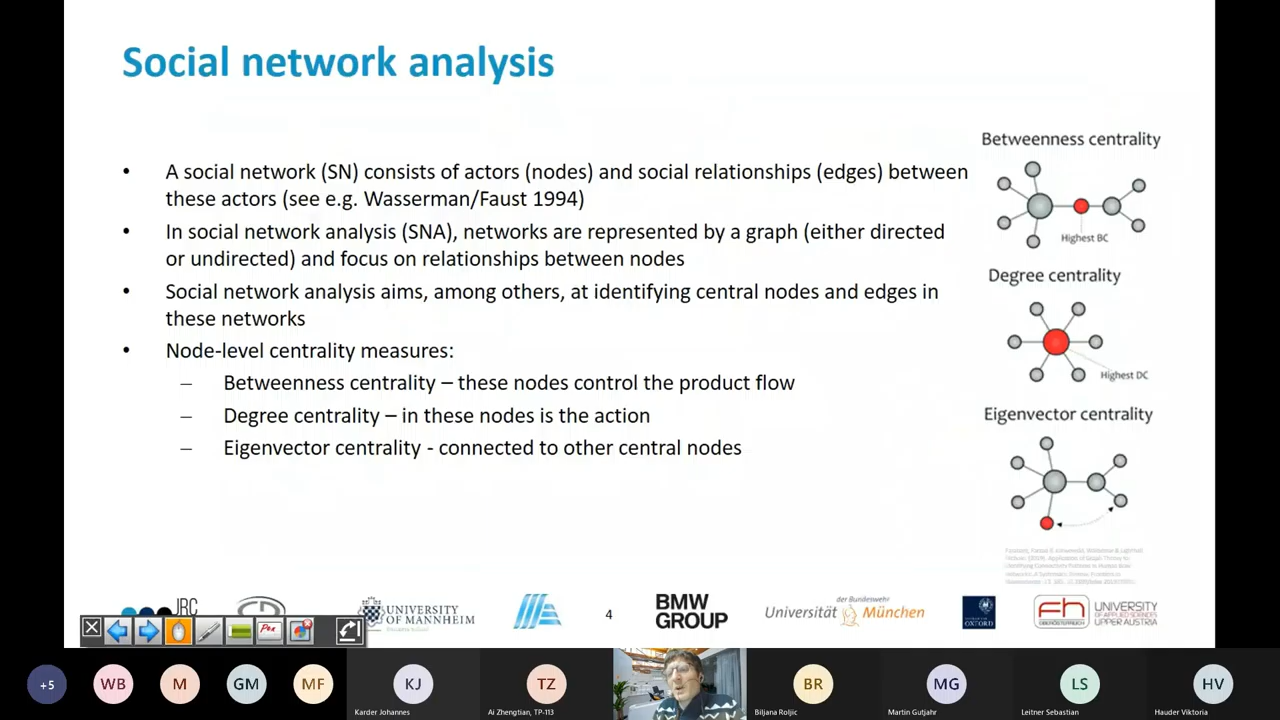 Social network analysis
• A social network (SN) consists of actors (nodes) and social relationships (edges) between
these actors (see e.g. Wasserman/Faust 1994)
• In social network analysis (SNA), networks are represented by a graph (either directed
or undirected) and focus on relationships between nodes
• Social network analysis aims, among others, at identifying central nodes and edges in
these networks
• Node-level centrality measures:
– Betweenness centrality – these nodes control the product flow
– Degree centrality – in these nodes is the action
– Eigenvector centrality - connected to other central nodes
Betweenness centrality
Highest BC
Degree centrality
Highest DC
Eigenvector centrality
JRC
UNIVERSITY
OF MANNHEIM
4
BMW
GROUP
der Bundeswehr
Universität München
OXFORD
fh
OBERÖSTERREICH
UNIVERSITY
OF APPLIED SCIENCES
UPPER AUSTRIA
Pen
+5
WB
M
GM
MF
KJ
Karder Johannes
TZ
Ai Zhengtian, TP-113
BR
Biljana Roljic
MG
Martin Gutjahr
LS
Leitner Sebastian
HV
Hauder Viktoria